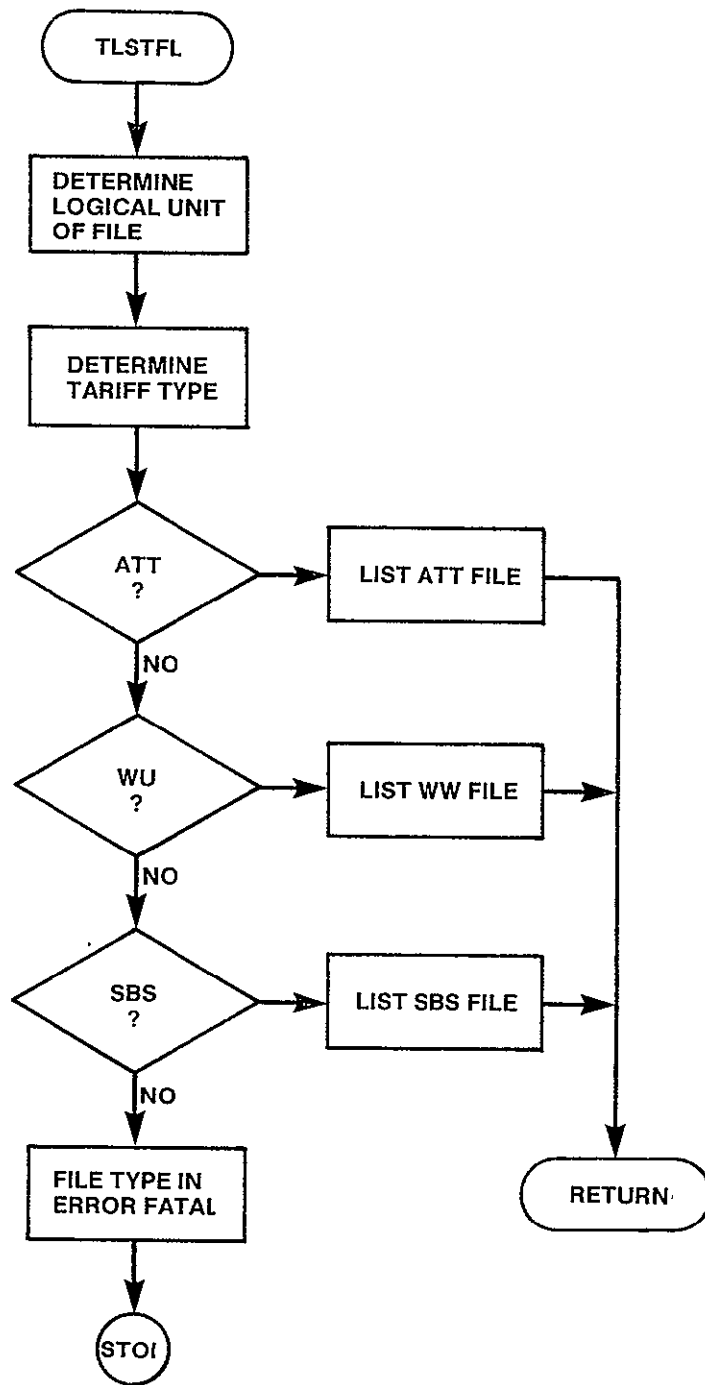 TLSTFL
DETERMINE
LOGICAL UNIT
OF FILE
DETERMINE
TARIFF TYPE
ATT
?
LIST ATT FILE
NO
WU
?
LIST WW FILE
NO
SBS
?
LIST SBS FILE
NO
FILE TYPE IN
ERROR FATAL
RETURN